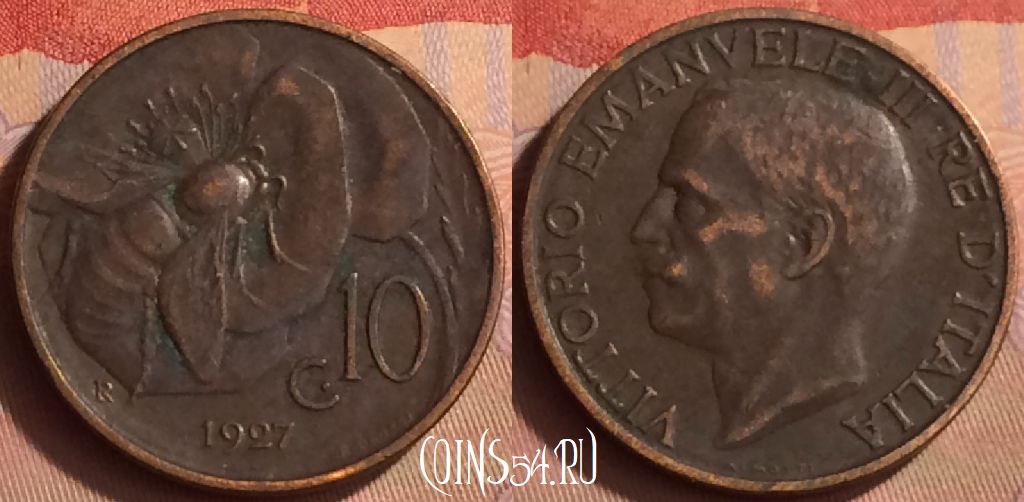 C. 10
R
1927
VITTORIO EMANVELE·III·RE D'ITALIA
COINS54.RU